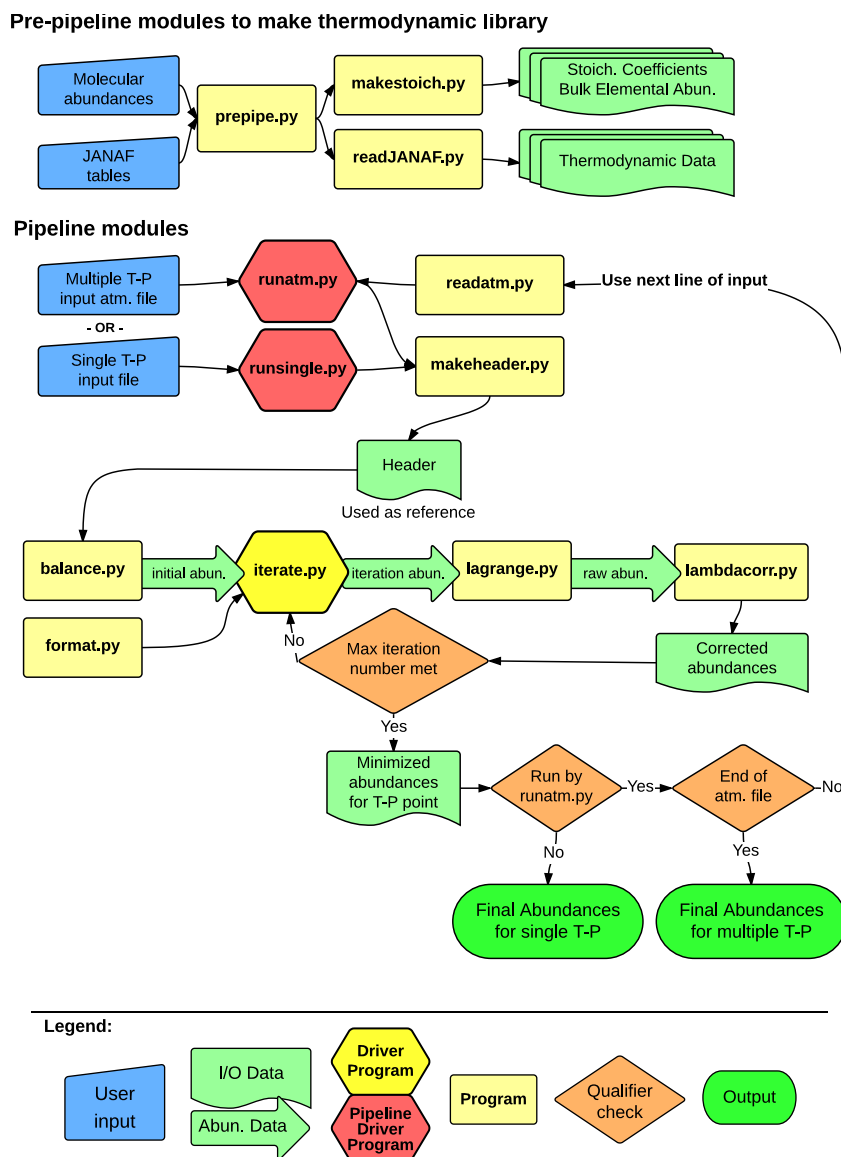 Pre-pipeline modules to make thermodynamic library
Molecular
abundances
JANAF
tables
prepipe.py
makestoich.py
readJANAF.py
Stoich. Coefficients
Bulk Elemental Abun.
Thermodynamic Data
Pipeline modules
Multiple T-P
input atm. file
- OR -
Single T-P
input file
runatm.py
runsingle.py
readatm.py
makeheader.py
Use next line of input
Header
Used as reference
balance.py
initial abun.
iterate.py
iteration abun.
lagrange.py
raw abun.
lambdacorr.py
format.py
No
Max iteration
number met
Corrected
abundances
Yes
Minimized
abundances
for T-P point
Run by
runatm.py
Yes
End of
atm. file
No
No
Yes
Final Abundances
for single T-P
Final Abundances
for multiple T-P
Legend:
User
input
I/O Data
Abun. Data
Driver
Program
Pipeline
Driver
Program
Program
Qualifier
check
Output